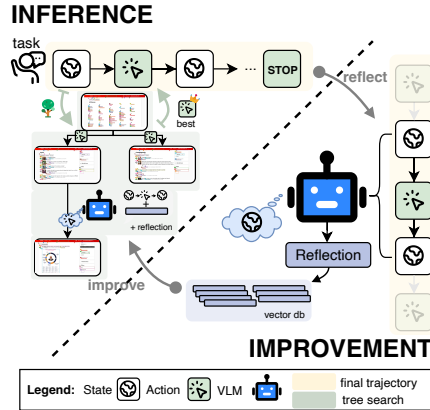 INFERENCE
task
... STOP
reflect
best
+
+ reflection
Reflection
improve
vector db
IMPROVEMENT
Legend: State Action VLM final trajectory
tree search